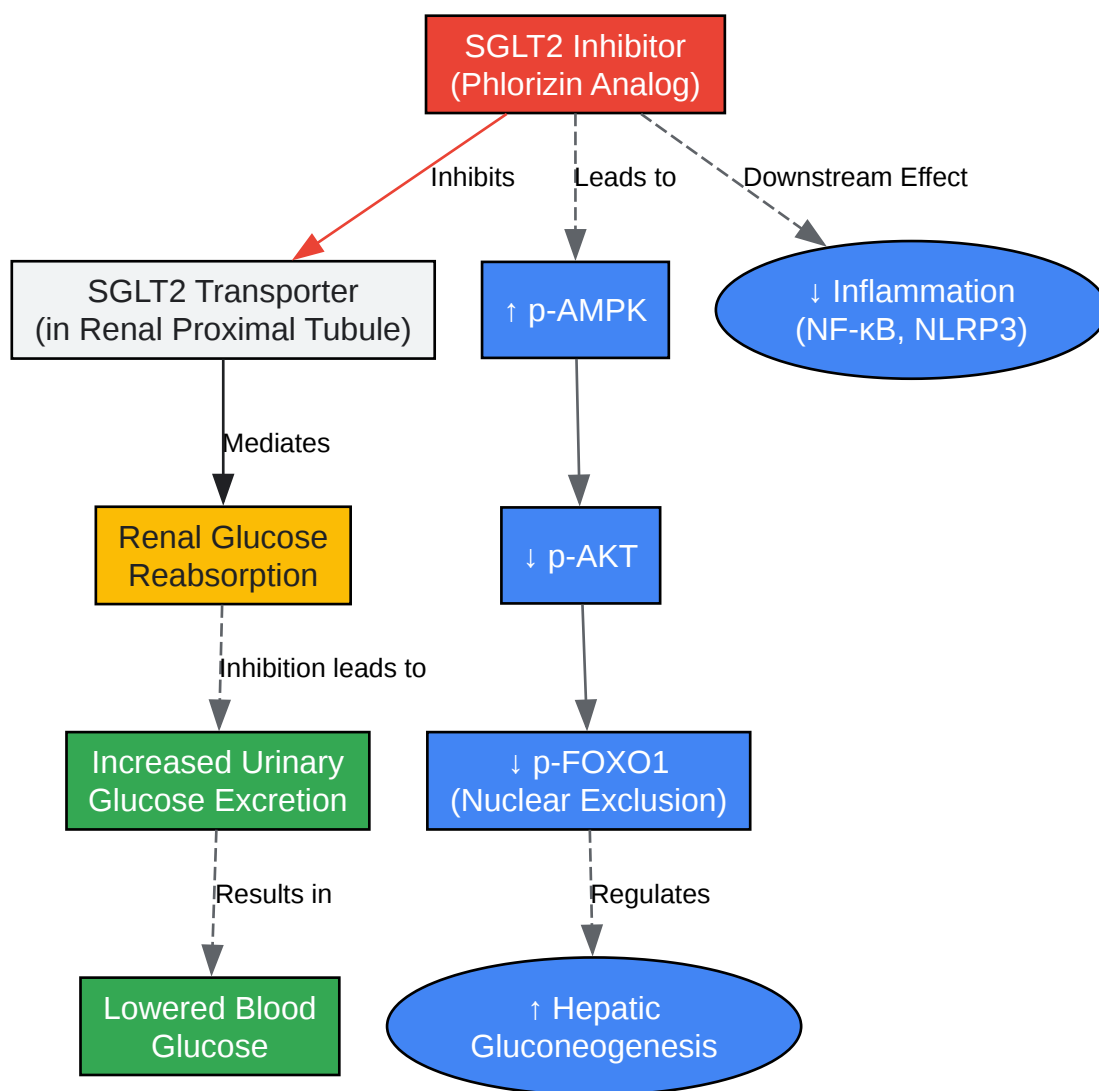 SGLT2 Inhibitor
(Phlorizin Analog)
Inhibits
Leads to
Downstream Effect
SGLT2 Transporter
(in Renal Proximal Tubule)
↑ p-AMPK
↓ Inflammation
(NF-κB, NLRP3)
Mediates
Renal Glucose
Reabsorption
↓ p-AKT
Inhibition leads to
Increased Urinary
Glucose Excretion
↓ p-FOXO1
(Nuclear Exclusion)
Results in
Regulates
Lowered Blood
Glucose
↑ Hepatic
Gluconeogenesis